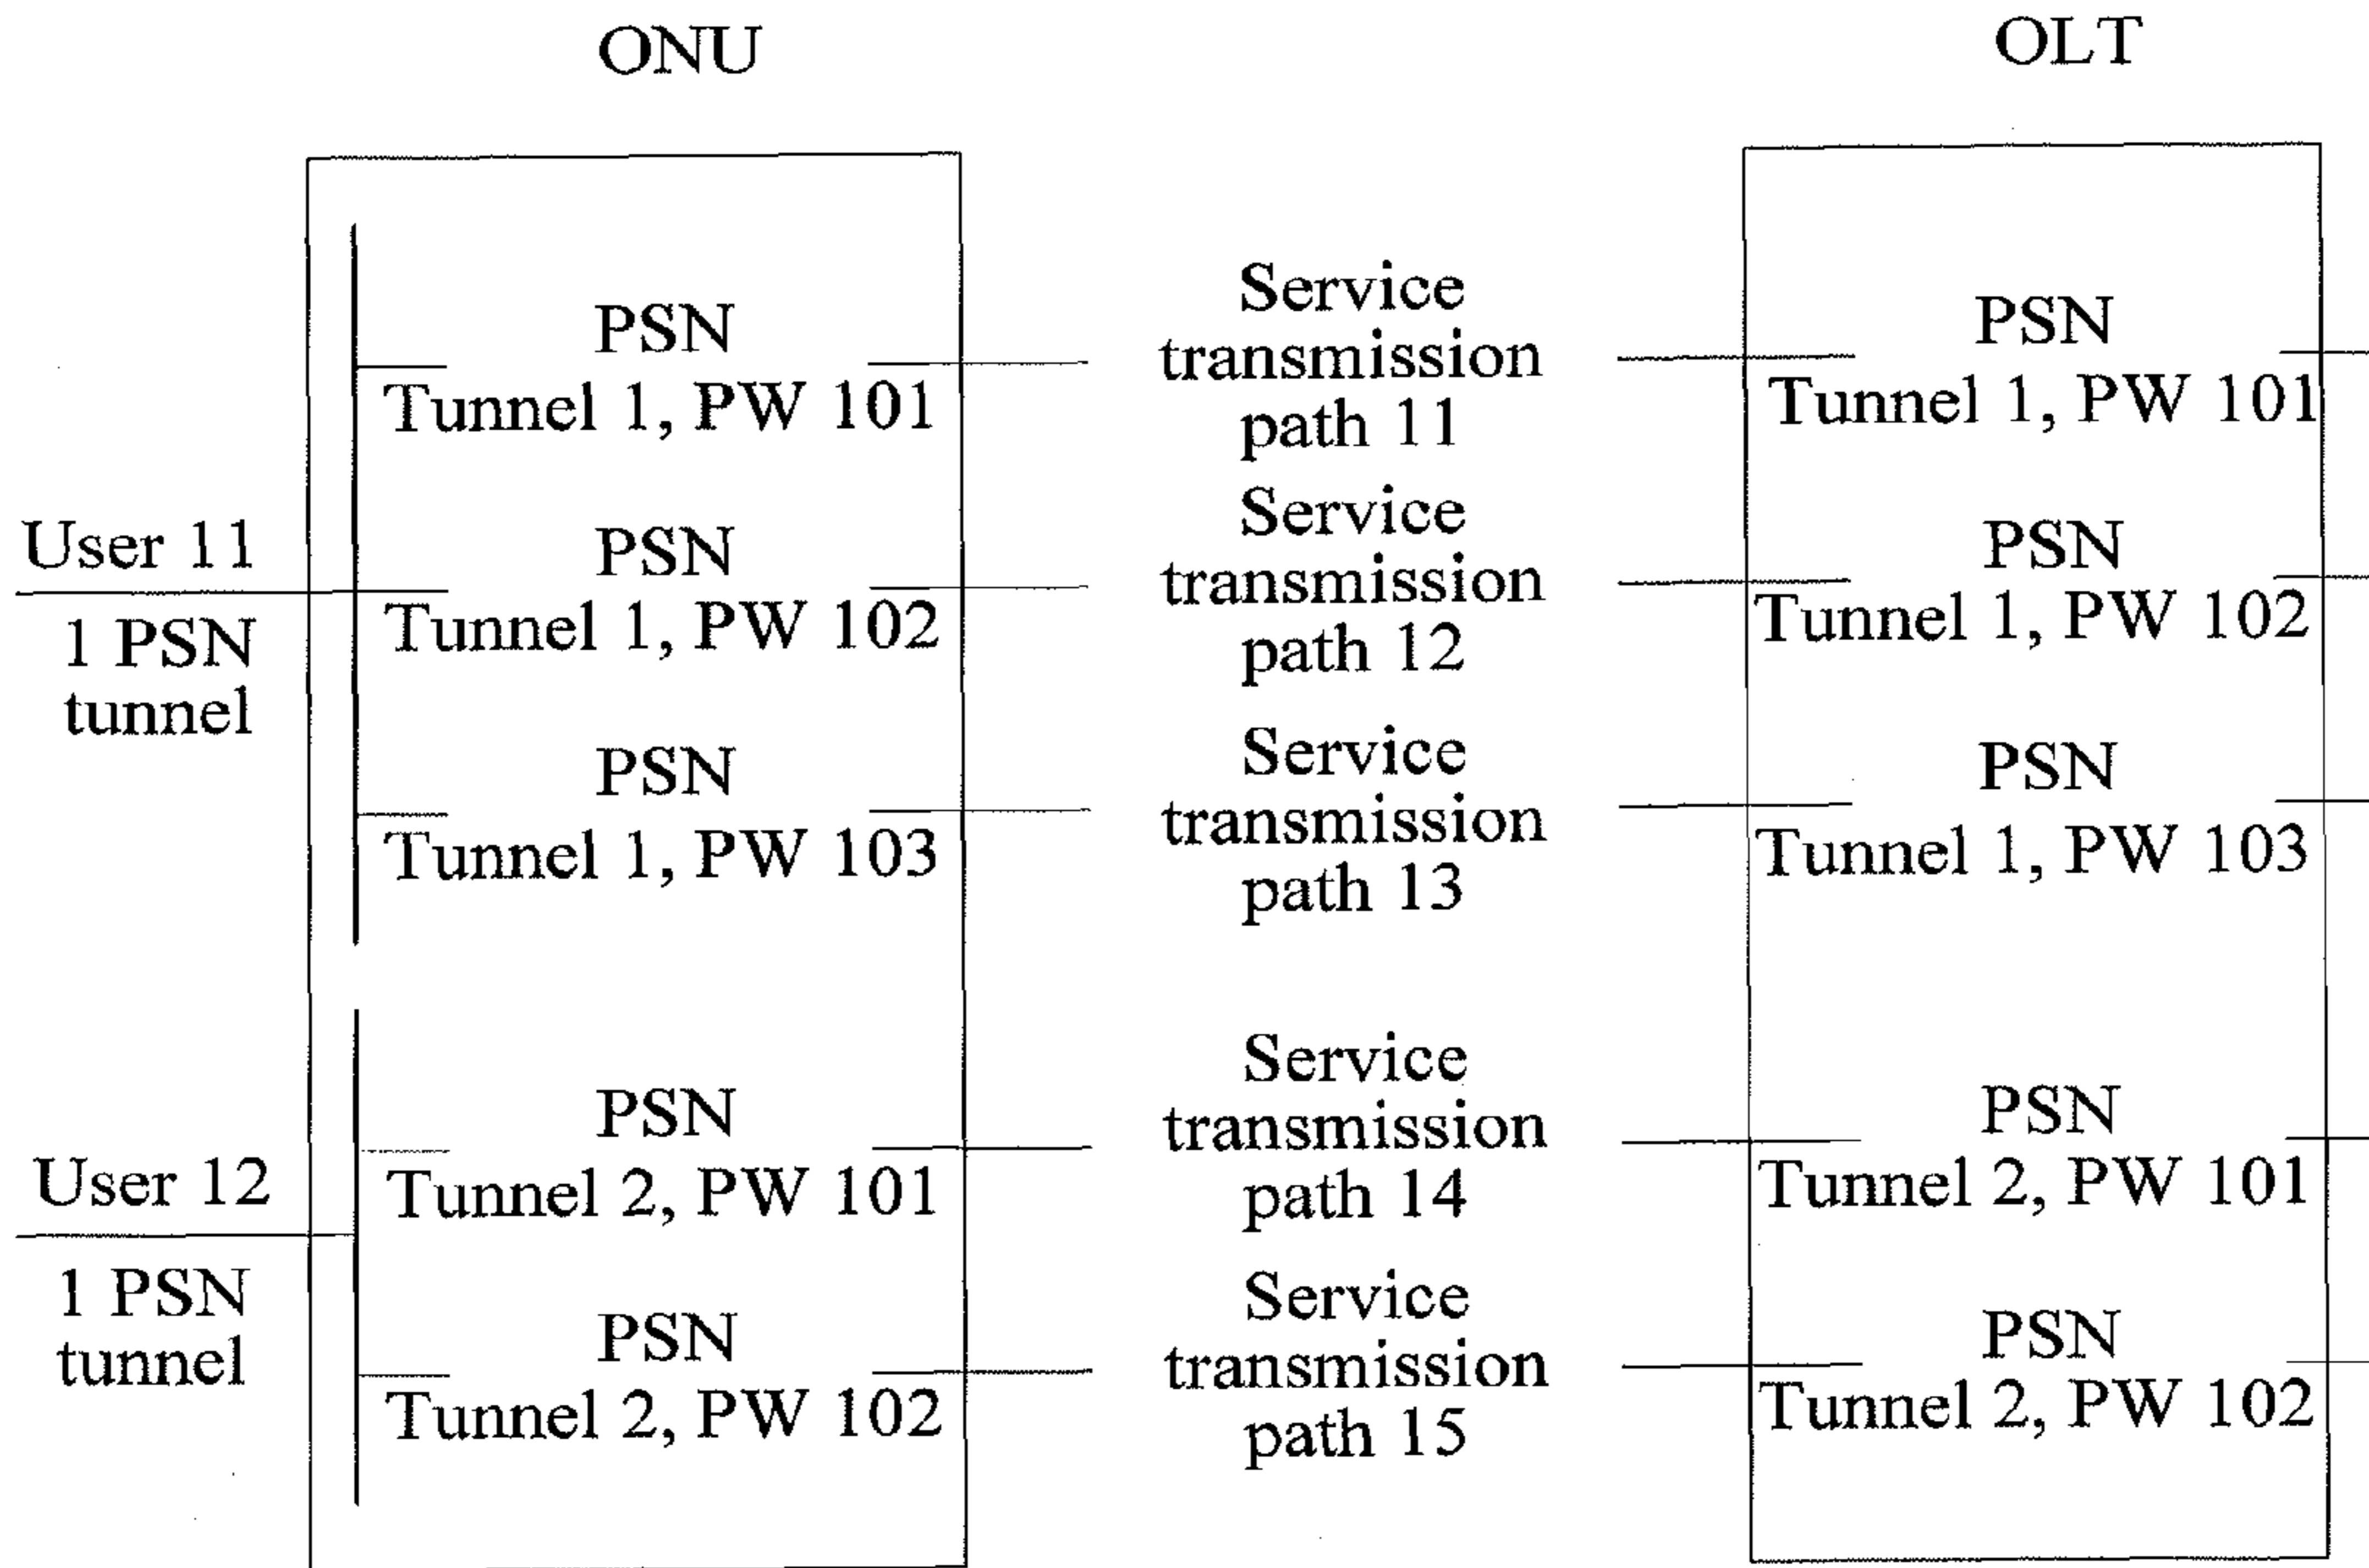 ONU
OLT
User 11
1 PSN
tunnel
PSN
Tunnel 1, PW 101
PSN
Tunnel 1, PW 102
PSN
Tunnel 1, PW 103
Service
transmission
path 11
Service
transmission
path 12
Service
transmission
path 13
PSN
Tunnel 1, PW 101
PSN
Tunnel 1, PW 102
PSN
Tunnel 1, PW 103
User 12
1 PSN
tunnel
PSN
Tunnel 2, PW 101
PSN
Tunnel 2, PW 102
Service
transmission
path 14
Service
transmission
path 15
PSN
Tunnel 2, PW 101
PSN
Tunnel 2, PW 102